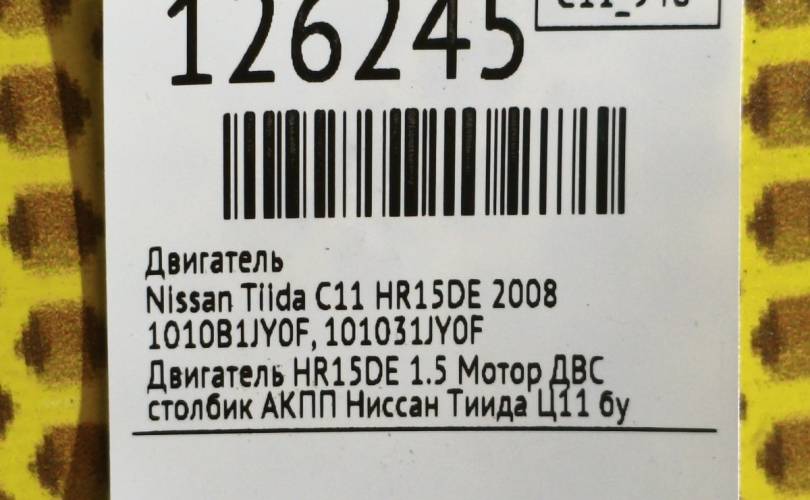 126245
Двигатель
Nissan Tiida C11 HR15DE 2008
1010B1JY0F, 101031JY0F
Двигатель HR15DE 1.5 Мотор ДВС
столбик АКПП Ниссан Тиида Ц11 бу